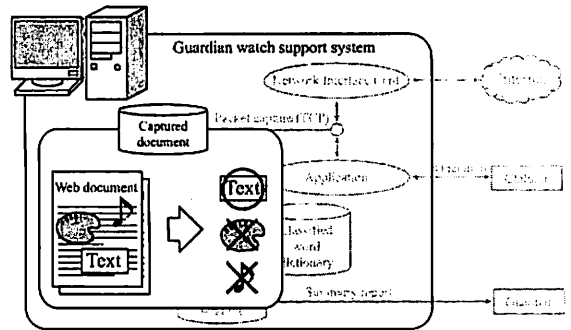 Guardian watch support system
Network Interface Card
Internet
Packet capture (TCP)
Captured
document
Web document
Text
Text
Application
Classified
word
dictionary
Summary report
Guardian